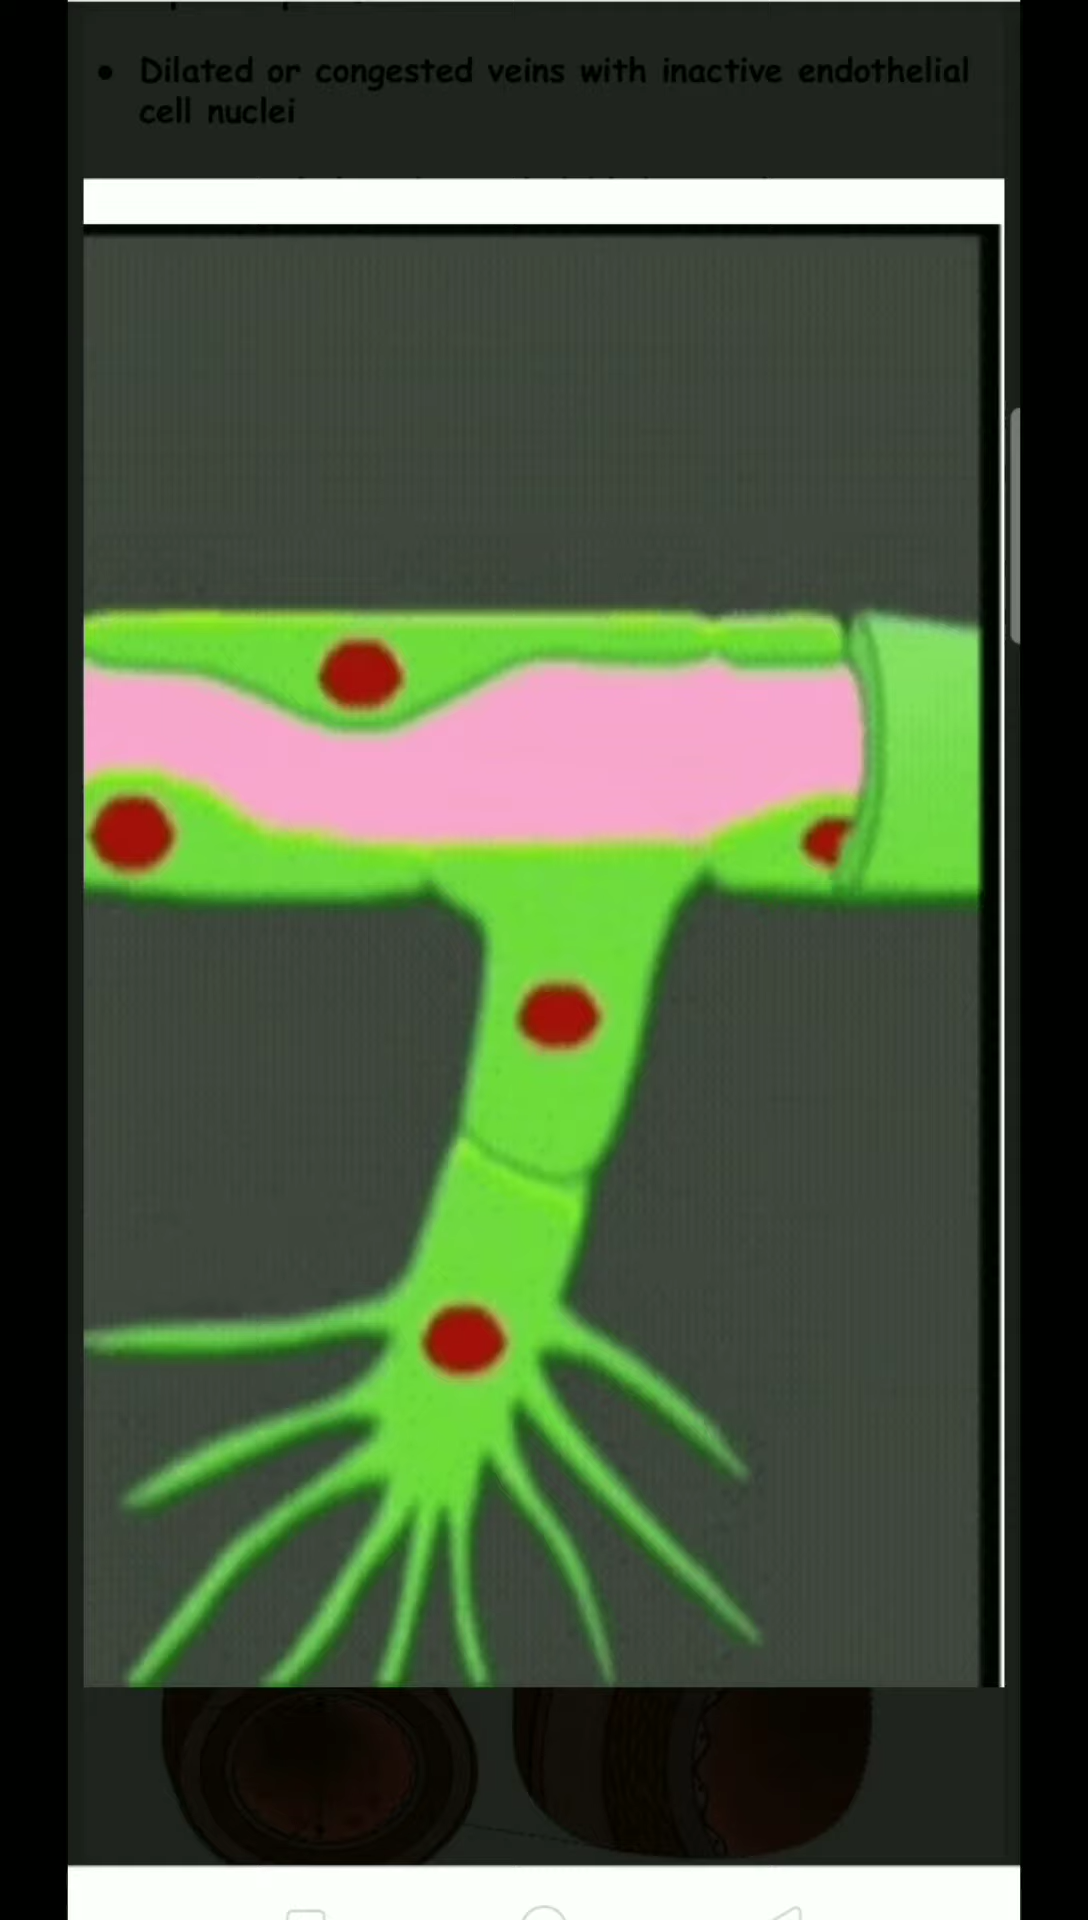 • Dilated or congested veins with inactive endothelial
cell nuclei